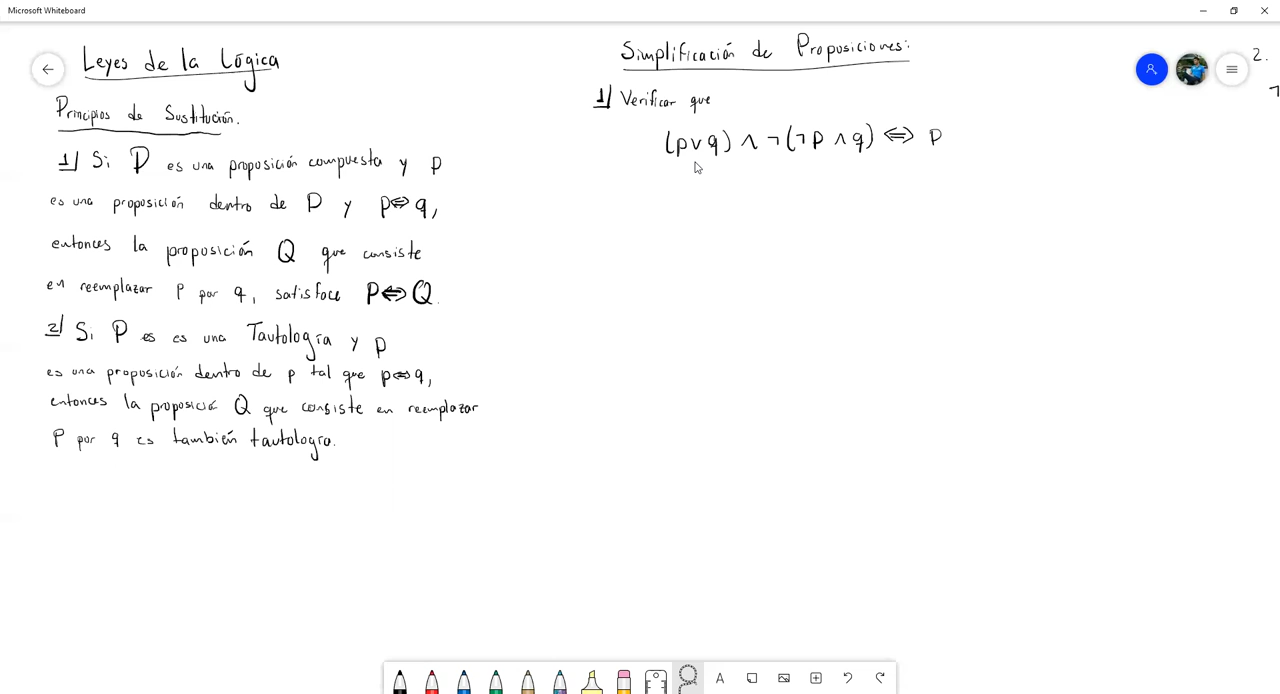 Microsoft Whiteboard
Leyes de la Lógica
Principios de Sustitución.
1) Si P es una proposición compuesta y p
es una proposición dentro de P y p⇔q,
entonces la proposición Q que consiste
en reemplazar p por q, satisface P⇔Q.
2) Si P es es una Tautología y p
es una proposición dentro de p tal que p⇔q,
entonces la proposició Q que consiste en reemplazar
P por q es también tautologra.
Simplificación de Proposiciones:
1) Verificar que
(p∨q) ∧ ¬(¬p ∧ q) ⇔ p
2.
¬
A